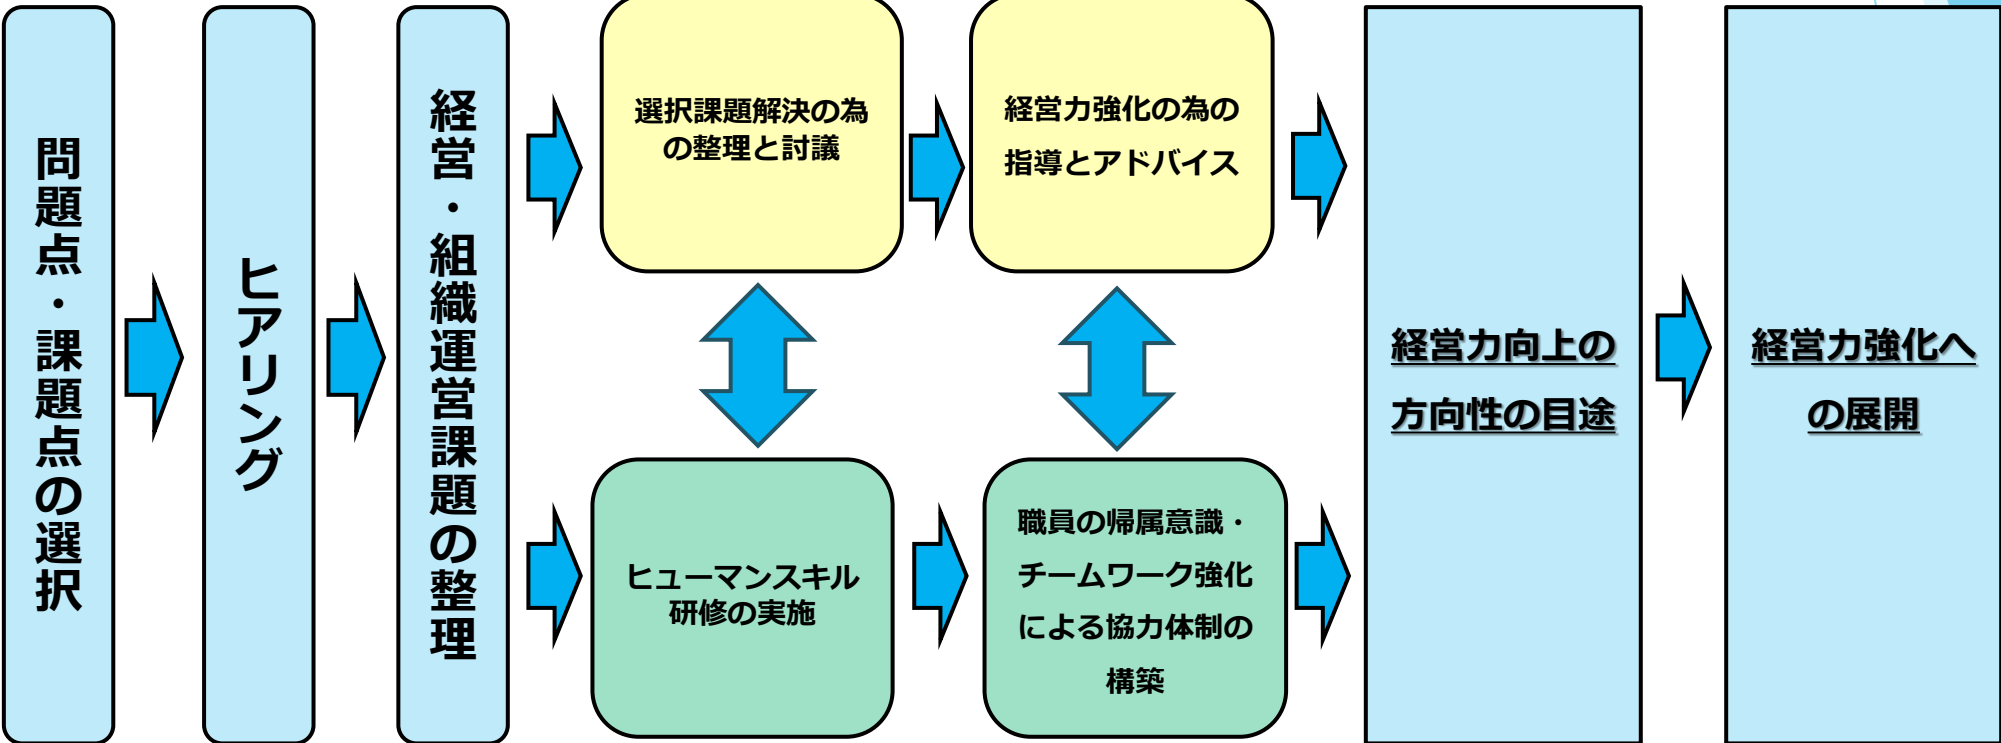 問題点・課題点の選択
ヒアリング
経営・組織運営課題の整理
選択課題解決の為
の整理と討議
経営力強化の為の
指導とアドバイス
ヒューマンスキル
研修の実施
職員の帰属意識・
チームワーク強化
による協力体制の
構築
経営力向上の
方向性の目途
経営力強化へ
の展開